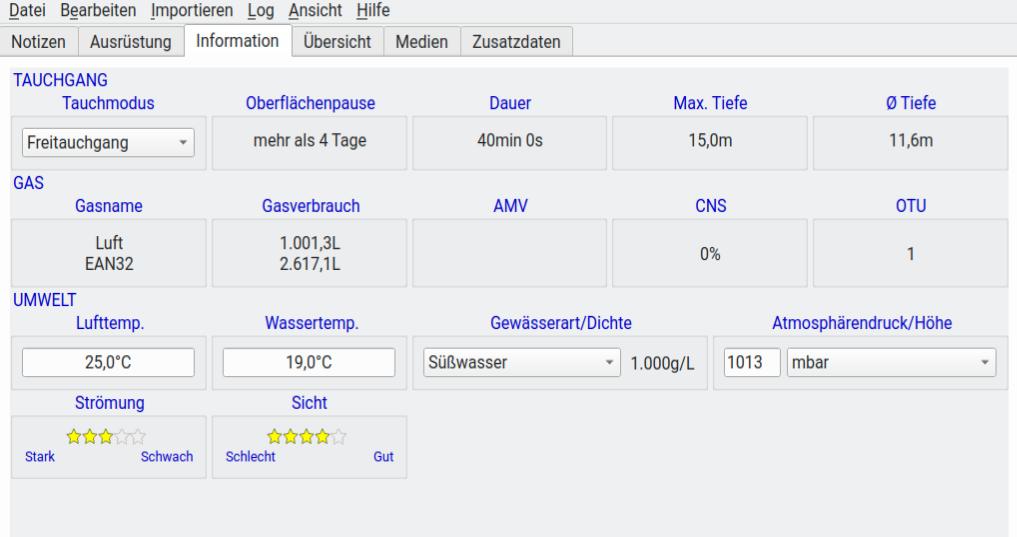 Datei Bearbeiten Importieren Log Ansicht Hilfe
Notizen Ausrüstung Information Übersicht Medien Zusatzdaten
TAUCHGANG
Tauchmodus Oberflächenpause Dauer Max. Tiefe Ø Tiefe
Freitauchgang mehr als 4 Tage 40min 0s 15,0m 11,6m
GAS
Gasname Gasverbrauch AMV CNS OTU
Luft 1.001,3L
EAN32 2.617,1L
0% 1
UMWELT
Lufttemp. Wassertemp. Gewässerart/Dichte Atmosphärendruck/Höhe
25,0°C 19,0°C Süßwasser 1.000g/L 1013 mbar
Strömung Sicht
Stark Schwach Schlecht Gut